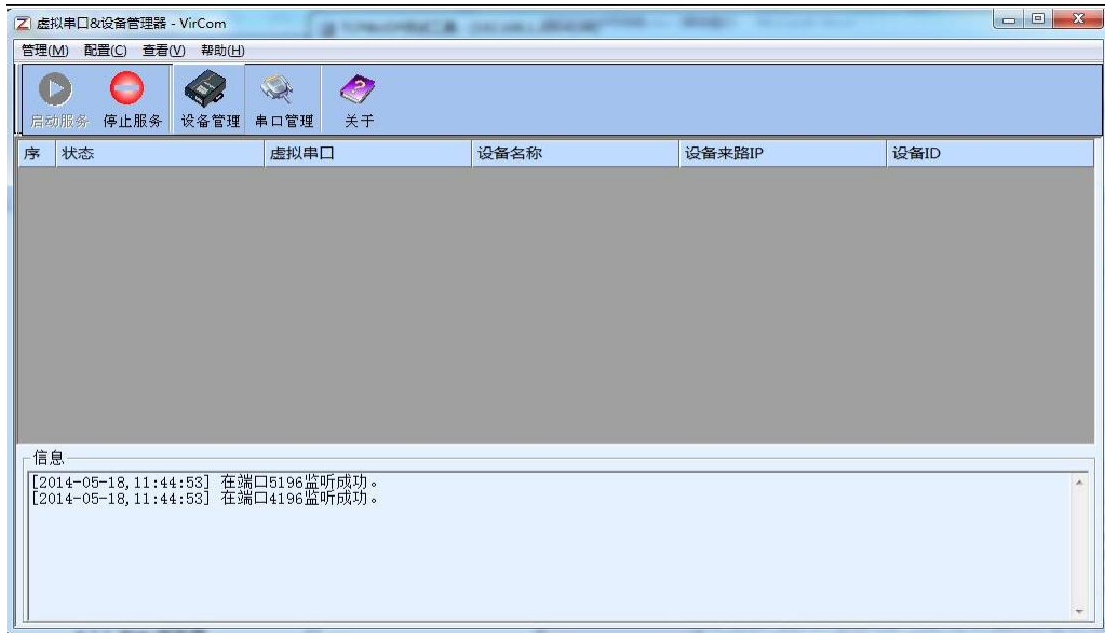 虚拟串口&设备管理器 - VirCom
管理(M) 配置(C) 查看(V) 帮助(H)
启动服务 停止服务 设备管理 串口管理 关于
序 状态 虚拟串口 设备名称 设备来路IP 设备ID
信息
[2014-05-18,11:44:53] 在端口5196监听成功。
[2014-05-18,11:44:53] 在端口4196监听成功。